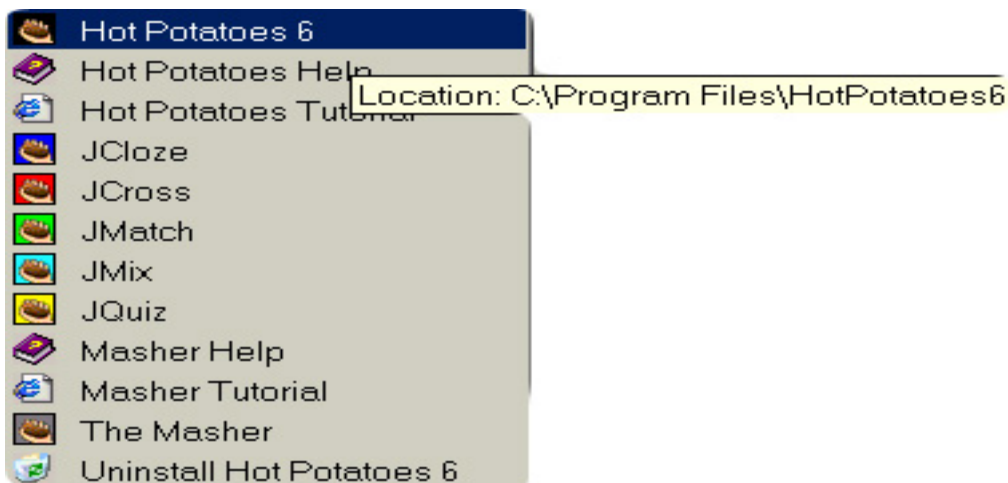 Hot Potatoes 6
Hot Potatoes Help
Location: C:\Program Files\HotPotatoes6
Hot Potatoes Tutorial
JCloze
JCross
JMatch
JMix
JQuiz
Masher Help
Masher Tutorial
The Masher
Uninstall Hot Potatoes 6